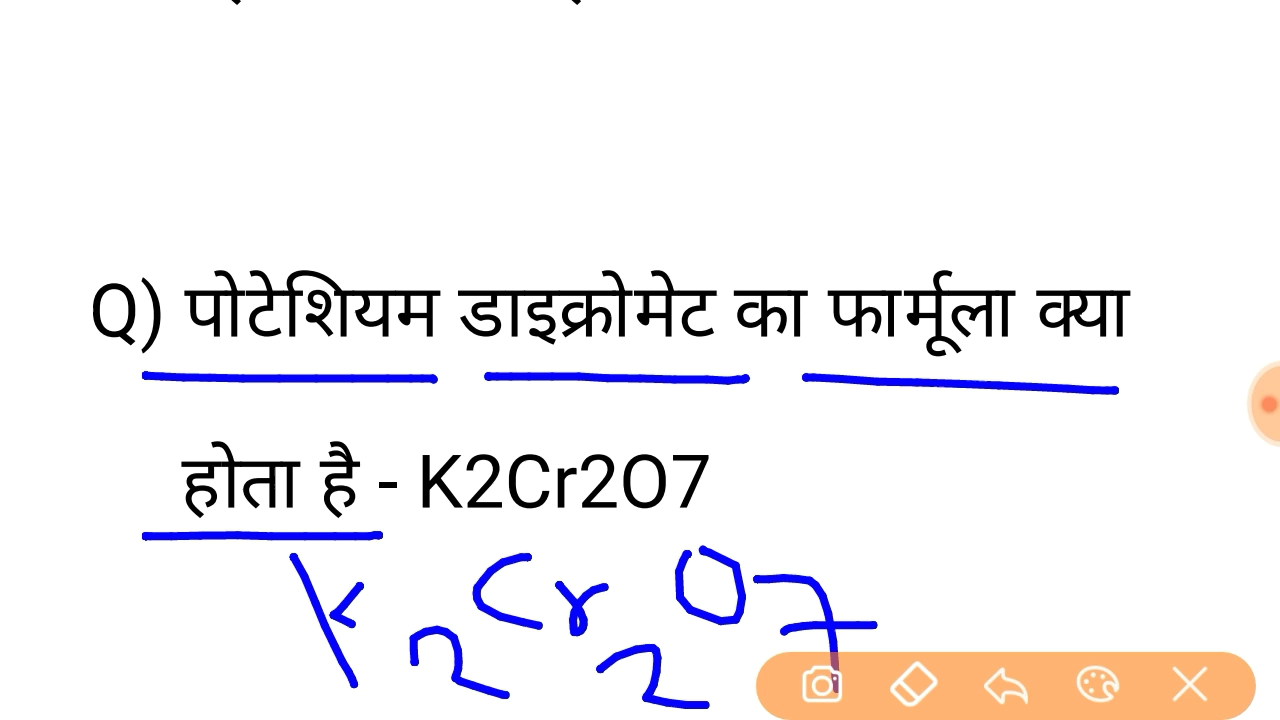 Q) पोटेशियम डाइक्रोमेट का फार्मूला क्या
होता है - K2Cr2O7
K2Cr2O7